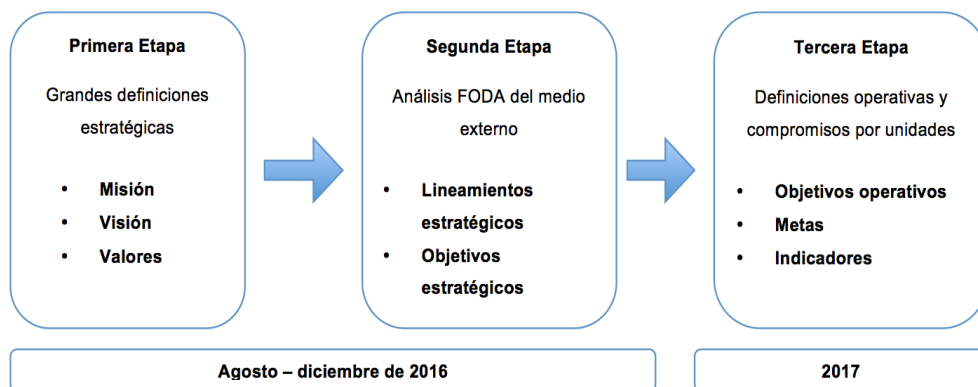 Primera Etapa
Grandes definiciones
estratégicas
• Misión
• Visión
• Valores
Segunda Etapa
Análisis FODA del medio
externo
• Lineamientos
estratégicos
• Objetivos
estratégicos
Tercera Etapa
Definiciones operativas y
compromisos por unidades
• Objetivos operativos
• Metas
• Indicadores
Agosto – diciembre de 2016
2017